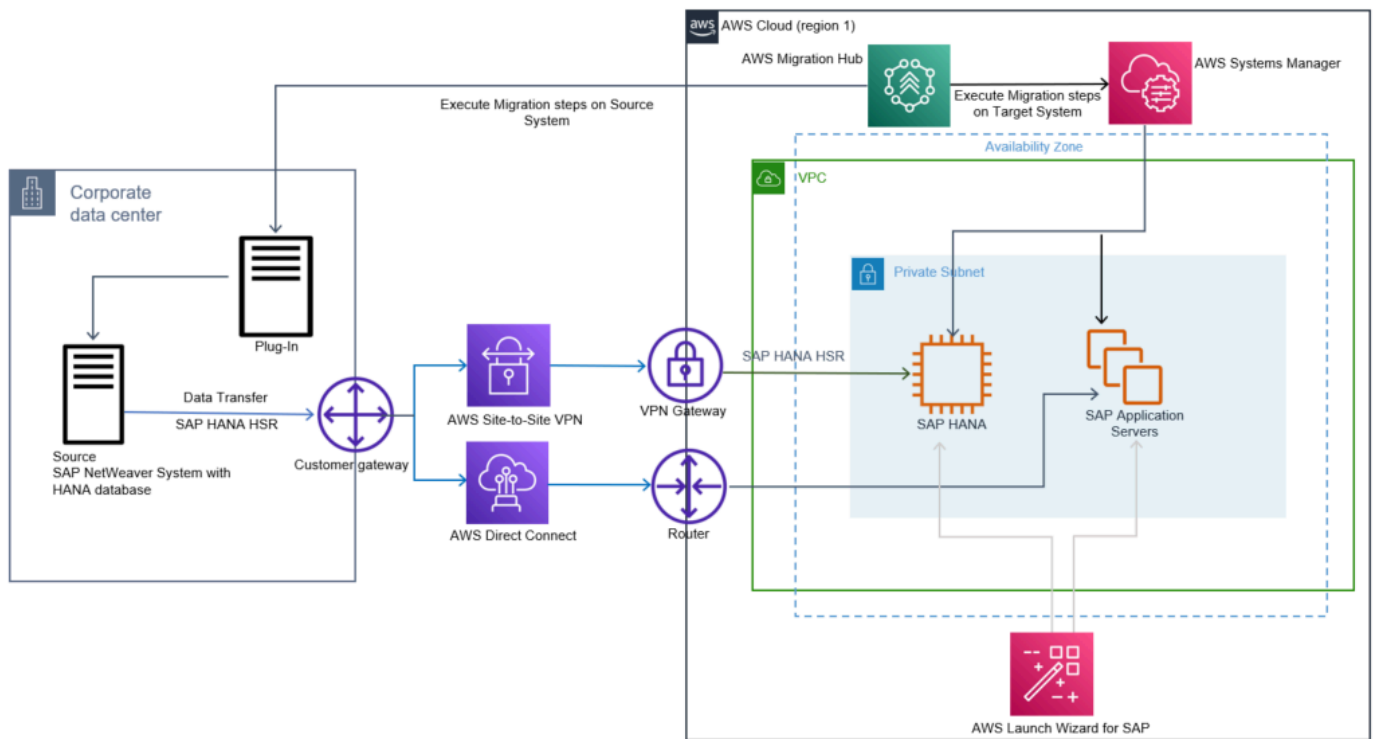 aws
AWS Cloud (region 1)
AWS Migration Hub
AWS Systems Manager
Execute Migration steps on Source
System
Execute Migration steps
on Target System
Availability Zone
VPC
Corporate
data center
Private Subnet
Plug-In
SAP HANA HSR
Data Transfer
SAP HANA HSR
AWS Site-to-Site VPN
VPN Gateway
SAP HANA
SAP Application
Servers
Source
SAP NetWeaver System with
HANA database
Customer gateway
AWS Direct Connect
Router
AWS Launch Wizard for SAP